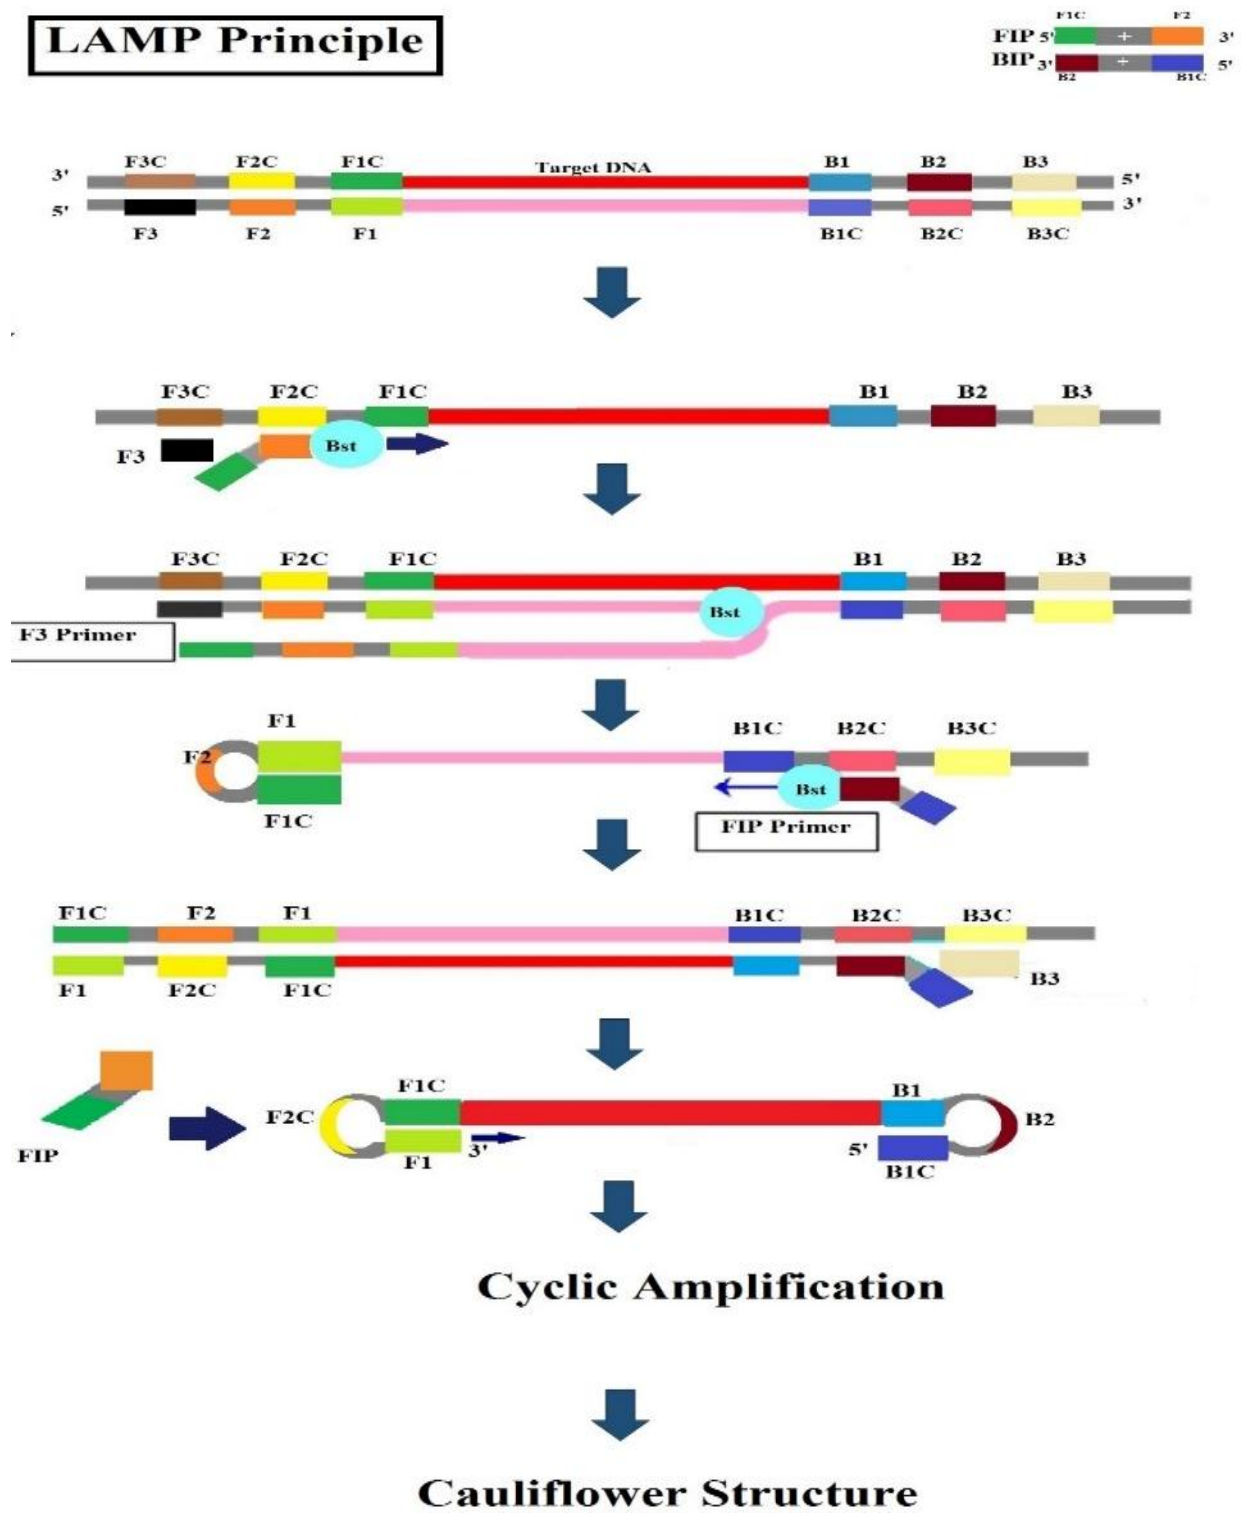 LAMP Principle
F1C F2
FIP 5' + 3'
BIP 3' + 5'
B2 B1C
F3C F2C F1C Target DNA B1 B2 B3
3' 5'
5' 3'
F3 F2 F1 B1C B2C B3C
F3C F2C F1C B1 B2 B3
F3 Bst
F3C F2C F1C B1 B2 B3
Bst
F3 Primer
F1 B1C B2C B3C
F2
Bst
F1C
FIP Primer
F1C F2 F1 B1C B2C B3C
F1 F2C F1C B3
F1C B1
F2C B2
FIP F1 3' 5' B1C
Cyclic Amplification
Cauliflower Structure